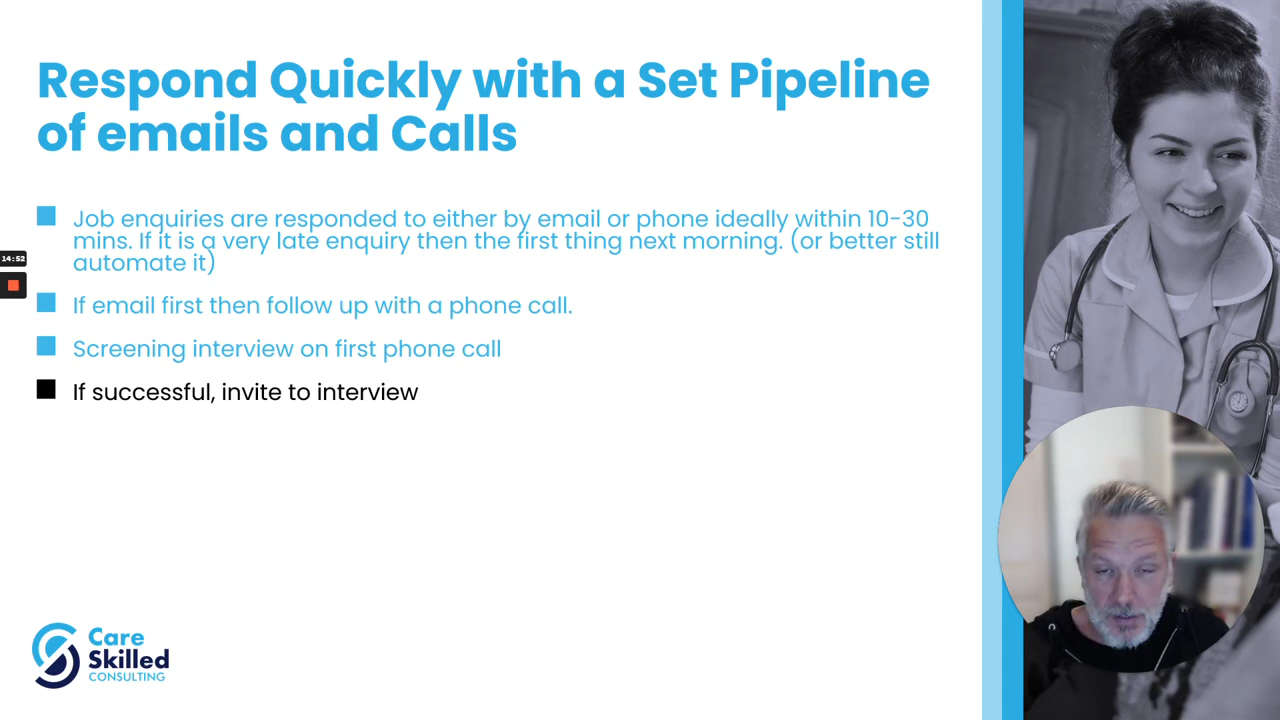 Respond Quickly with a Set Pipeline
of emails and Calls
Job enquiries are responded to either by email or phone ideally within 10-30
mins. If it is a very late enquiry then the first thing next morning. (or better still
automate it)
14:52
If email first then follow up with a phone call.
Screening interview on first phone call
If successful, invite to interview
Care
Skilled
CONSULTING